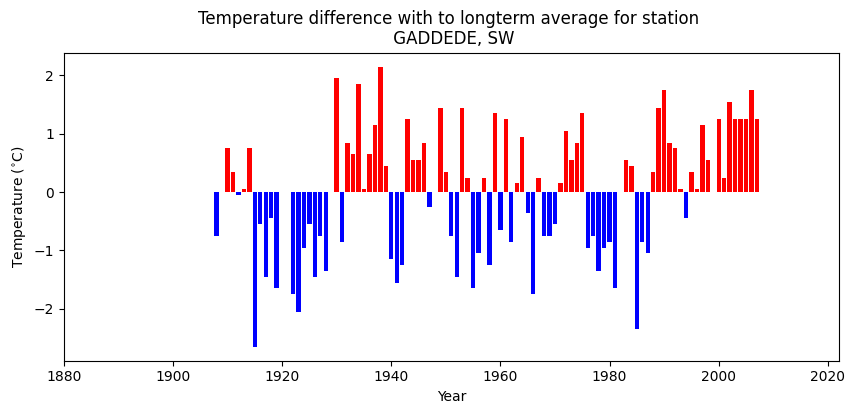 Temperature difference with to longterm average for station
GADDEDE, SW
Temperature (°C)
2
1
0
−1
−2
1880 1900 1920 1940 1960 1980 2000 2020
Year